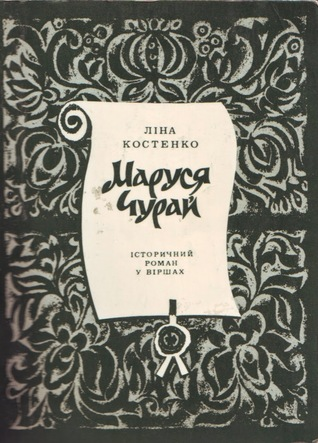 ЛІНА
КОСТЕНКО
Маруся
Чурай
ІСТОРИЧНИЙ
РОМАН
У ВІРШАХ